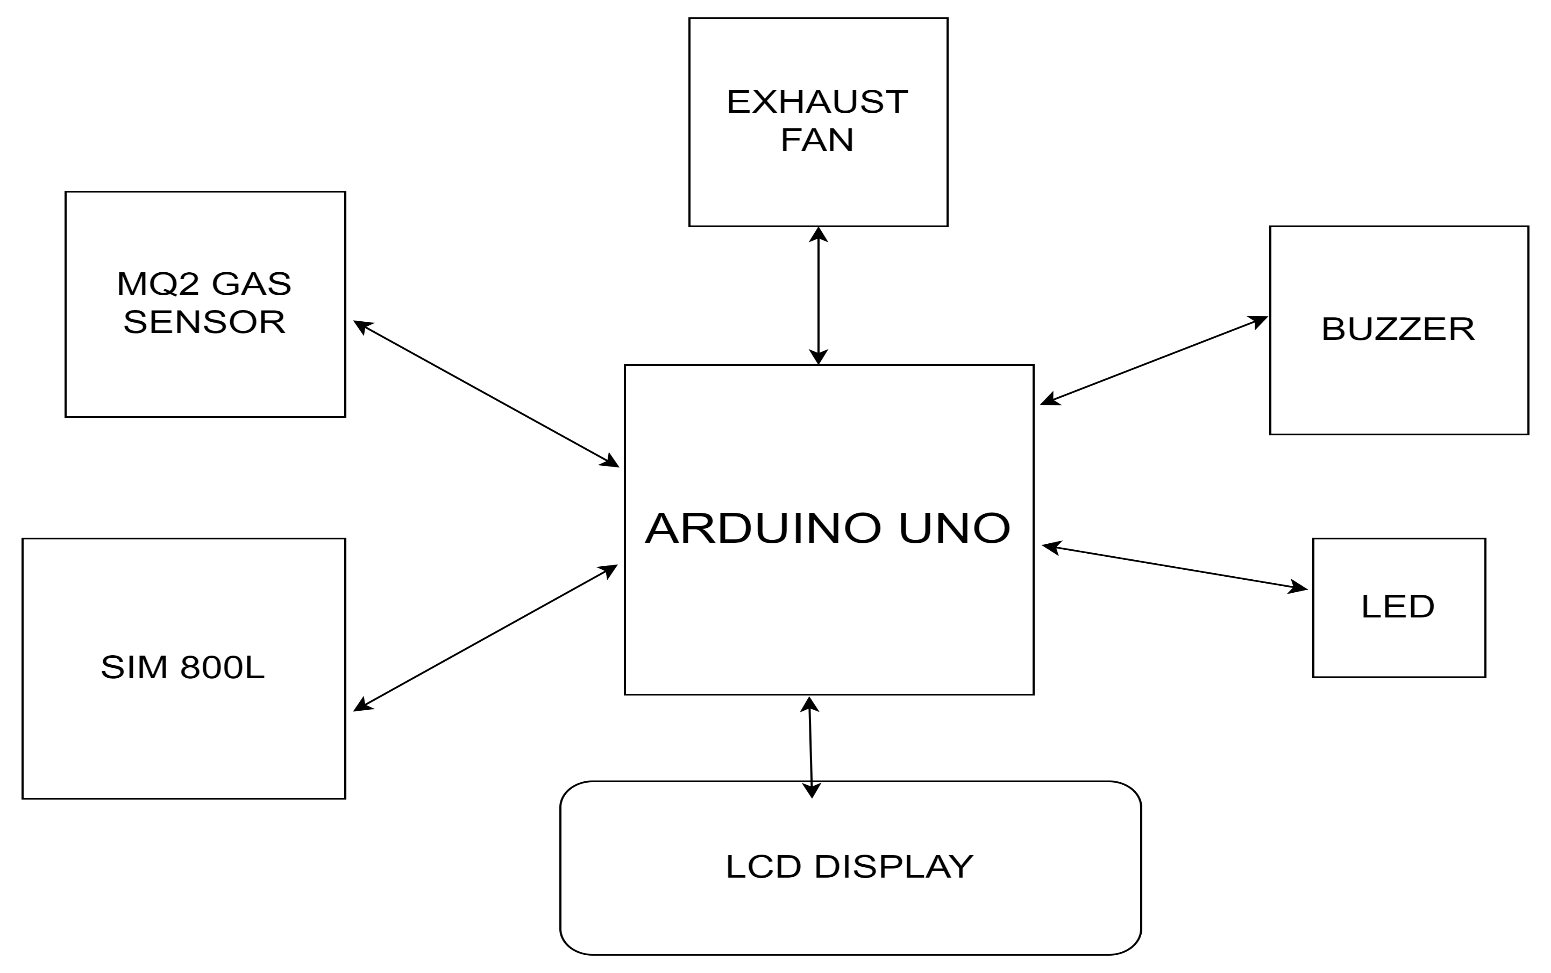 EXHAUST
FAN
MQ2 GAS
SENSOR
BUZZER
ARDUINO UNO
LED
SIM 800L
LCD DISPLAY